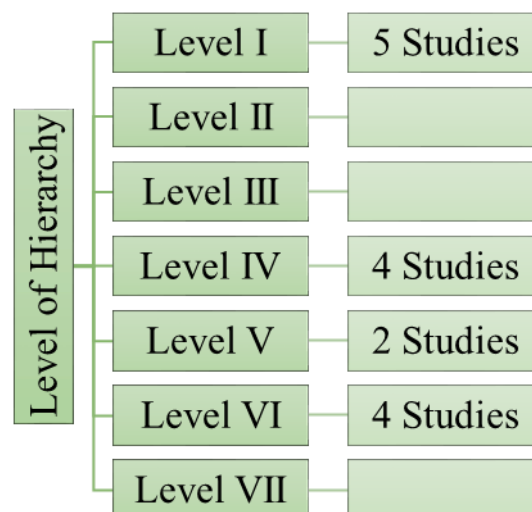 Level of Hierarchy
Level I
5 Studies
Level II
Level III
Level IV
4 Studies
Level V
2 Studies
Level VI
4 Studies
Level VII